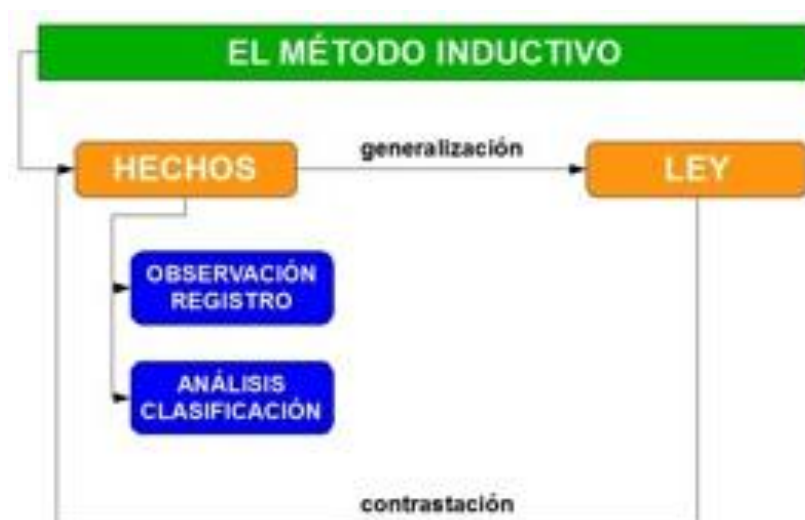 EL MÉTODO INDUCTIVO
generalización
HECHOS
LEY
OBSERVACIÓN
REGISTRO
ANÁLISIS
CLASIFICACIÓN
contrastación